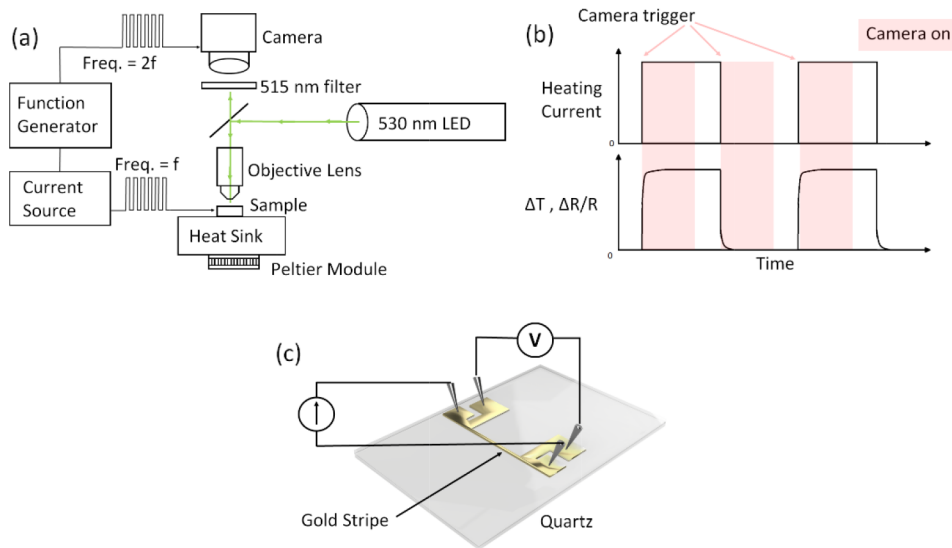 (a)
Camera
Freq. = 2f
515 nm filter
Function
Generator
530 nm LED
Freq. = f
Objective Lens
Current
Source
Sample
Heat Sink
Peltier Module
Camera trigger
(b)
Camera on
Heating
Current
0
ΔT , ΔR/R
0
Time
(c)
V
Gold Stripe
Quartz